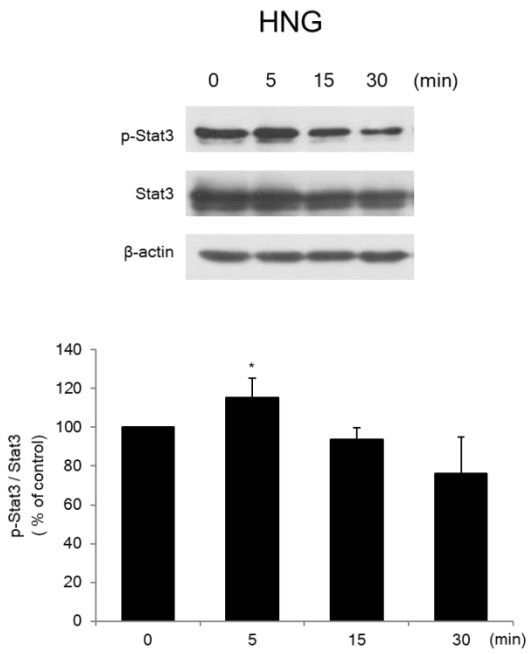 HNG
0 5 15 30 (min)
p-Stat3
Stat3
β-actin
p-Stat3 / Stat3
( % of control)
140
120
100
80
60
40
20
0
*
0 5 15 30 (min)